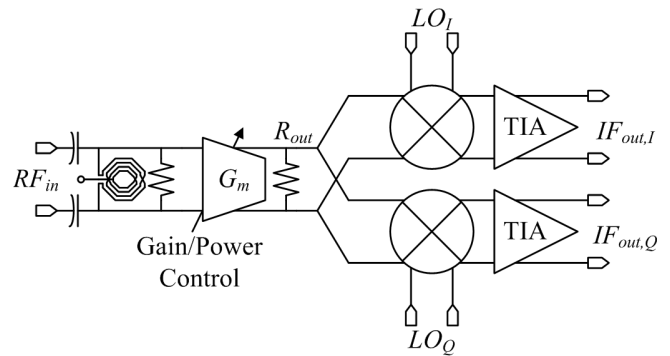 LO_I
R_out
TIA
IF_out,I
RF_in
G_m
Gain/Power
Control
TIA
IF_out,Q
LO_Q